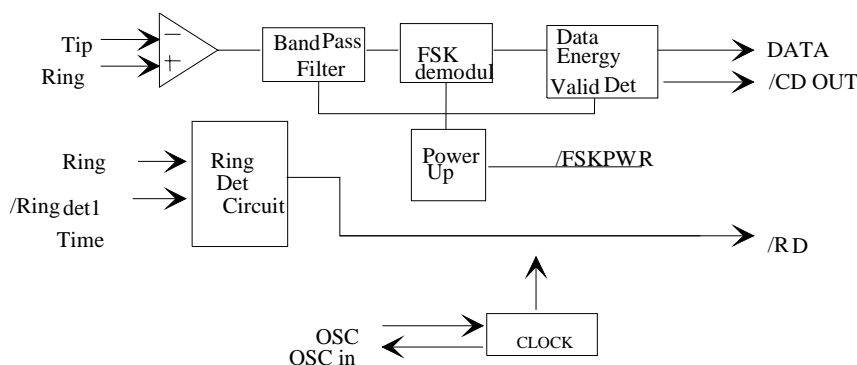 Tip
Ring
−
+
Band Pass
Filter
FSK
demodul
Data
Energy
Valid Det
DATA
/CD OUT
Power
Up
/FSKPWR
Ring
/Ring det1
Time
Ring
Det
Circuit
/RD
OSC
OSC in
CLOCK